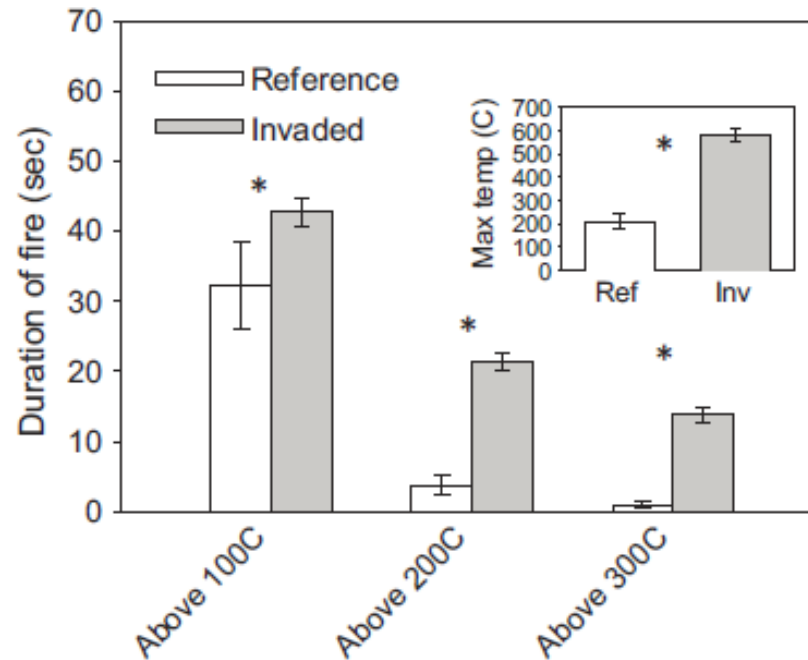 Duration of fire (sec)
70
60
50
40
30
20
10
0
Reference
Invaded
*
*
*
Above 100C
Above 200C
Above 300C
Max temp (C)
700
600
500
400
300
200
100
0
*
Ref
Inv